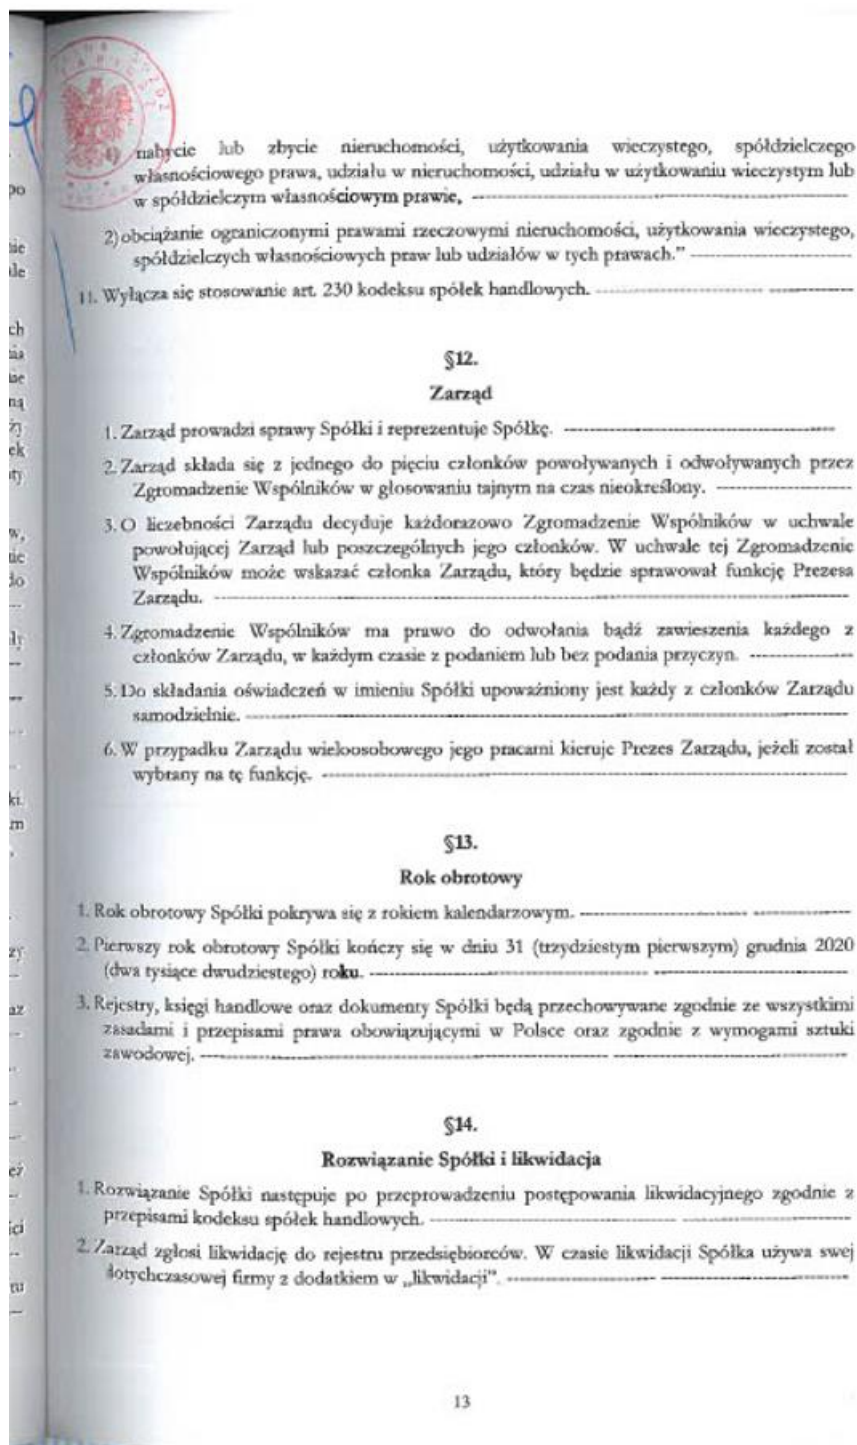 1) nabycie lub zbycie nieruchomości, użytkowania wieczystego, spółdzielczego
własnościowego prawa, udziału w nieruchomości, udziału w użytkowaniu wieczystym lub
w spółdzielczym własnościowym prawie,
2) obciążanie ograniczonymi prawami rzeczowymi nieruchomości, użytkowania wieczystego,
spółdzielczych własnościowych praw lub udziałów w tych prawach.”
11. Wyłącza się stosowanie art. 230 kodeksu spółek handlowych.
§12.
Zarząd
1. Zarząd prowadzi sprawy Spółki i reprezentuje Spółkę.
2. Zarząd składa się z jednego do pięciu członków powoływanych i odwoływanych przez
Zgromadzenie Wspólników w głosowaniu tajnym na czas nieokreślony.
3. O liczebności Zarządu decyduje każdorazowo Zgromadzenie Wspólników w uchwale
powołującej Zarząd lub poszczególnych jego członków. W uchwale tej Zgromadzenie
Wspólników może wskazać członka Zarządu, który będzie sprawował funkcję Prezesa
Zarządu.
4. Zgromadzenie Wspólników ma prawo do odwołania bądź zawieszenia każdego z
członków Zarządu, w każdym czasie z podaniem lub bez podania przyczyn.
5. Do składania oświadczeń w imieniu Spółki upoważniony jest każdy z członków Zarządu
samodzielnie.
6. W przypadku Zarządu wieloosobowego jego pracami kieruje Prezes Zarządu, jeżeli został
wybrany na tę funkcję.
§13.
Rok obrotowy
1. Rok obrotowy Spółki pokrywa się z rokiem kalendarzowym.
2. Pierwszy rok obrotowy Spółki kończy się w dniu 31 (trzydziestym pierwszym) grudnia 2020
(dwa tysiące dwudziestego) roku.
3. Rejestry, księgi handlowe oraz dokumenty Spółki będą przechowywane zgodnie ze wszystkimi
zasadami i przepisami prawa obowiązującymi w Polsce oraz zgodnie z wymogami sztuki
zawodowej.
§14.
Rozwiązanie Spółki i likwidacja
1. Rozwiązanie Spółki następuje po przeprowadzeniu postępowania likwidacyjnego zgodnie z
przepisami kodeksu spółek handlowych.
2. Zarząd zgłosi likwidację do rejestru przedsiębiorców. W czasie likwidacji Spółka używa swej
dotychczasowej firmy z dodatkiem w „likwidacji”.
13